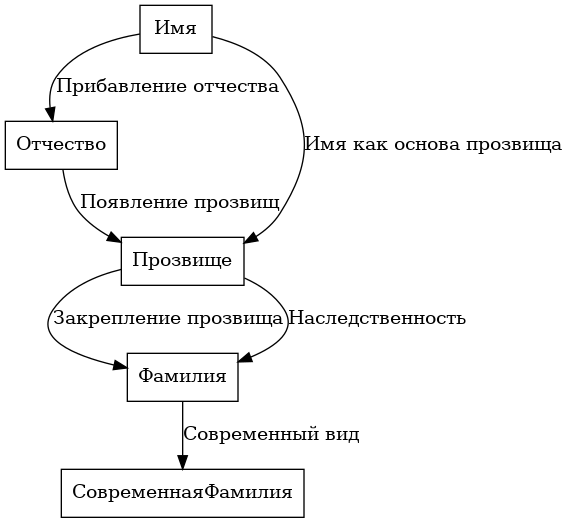 Имя
Прибавление отчества
Отчество
Имя как основа прозвища
Появление прозвищ
Прозвище
Закрепление прозвища
Наследственность
Фамилия
Современный вид
СовременнаяФамилия